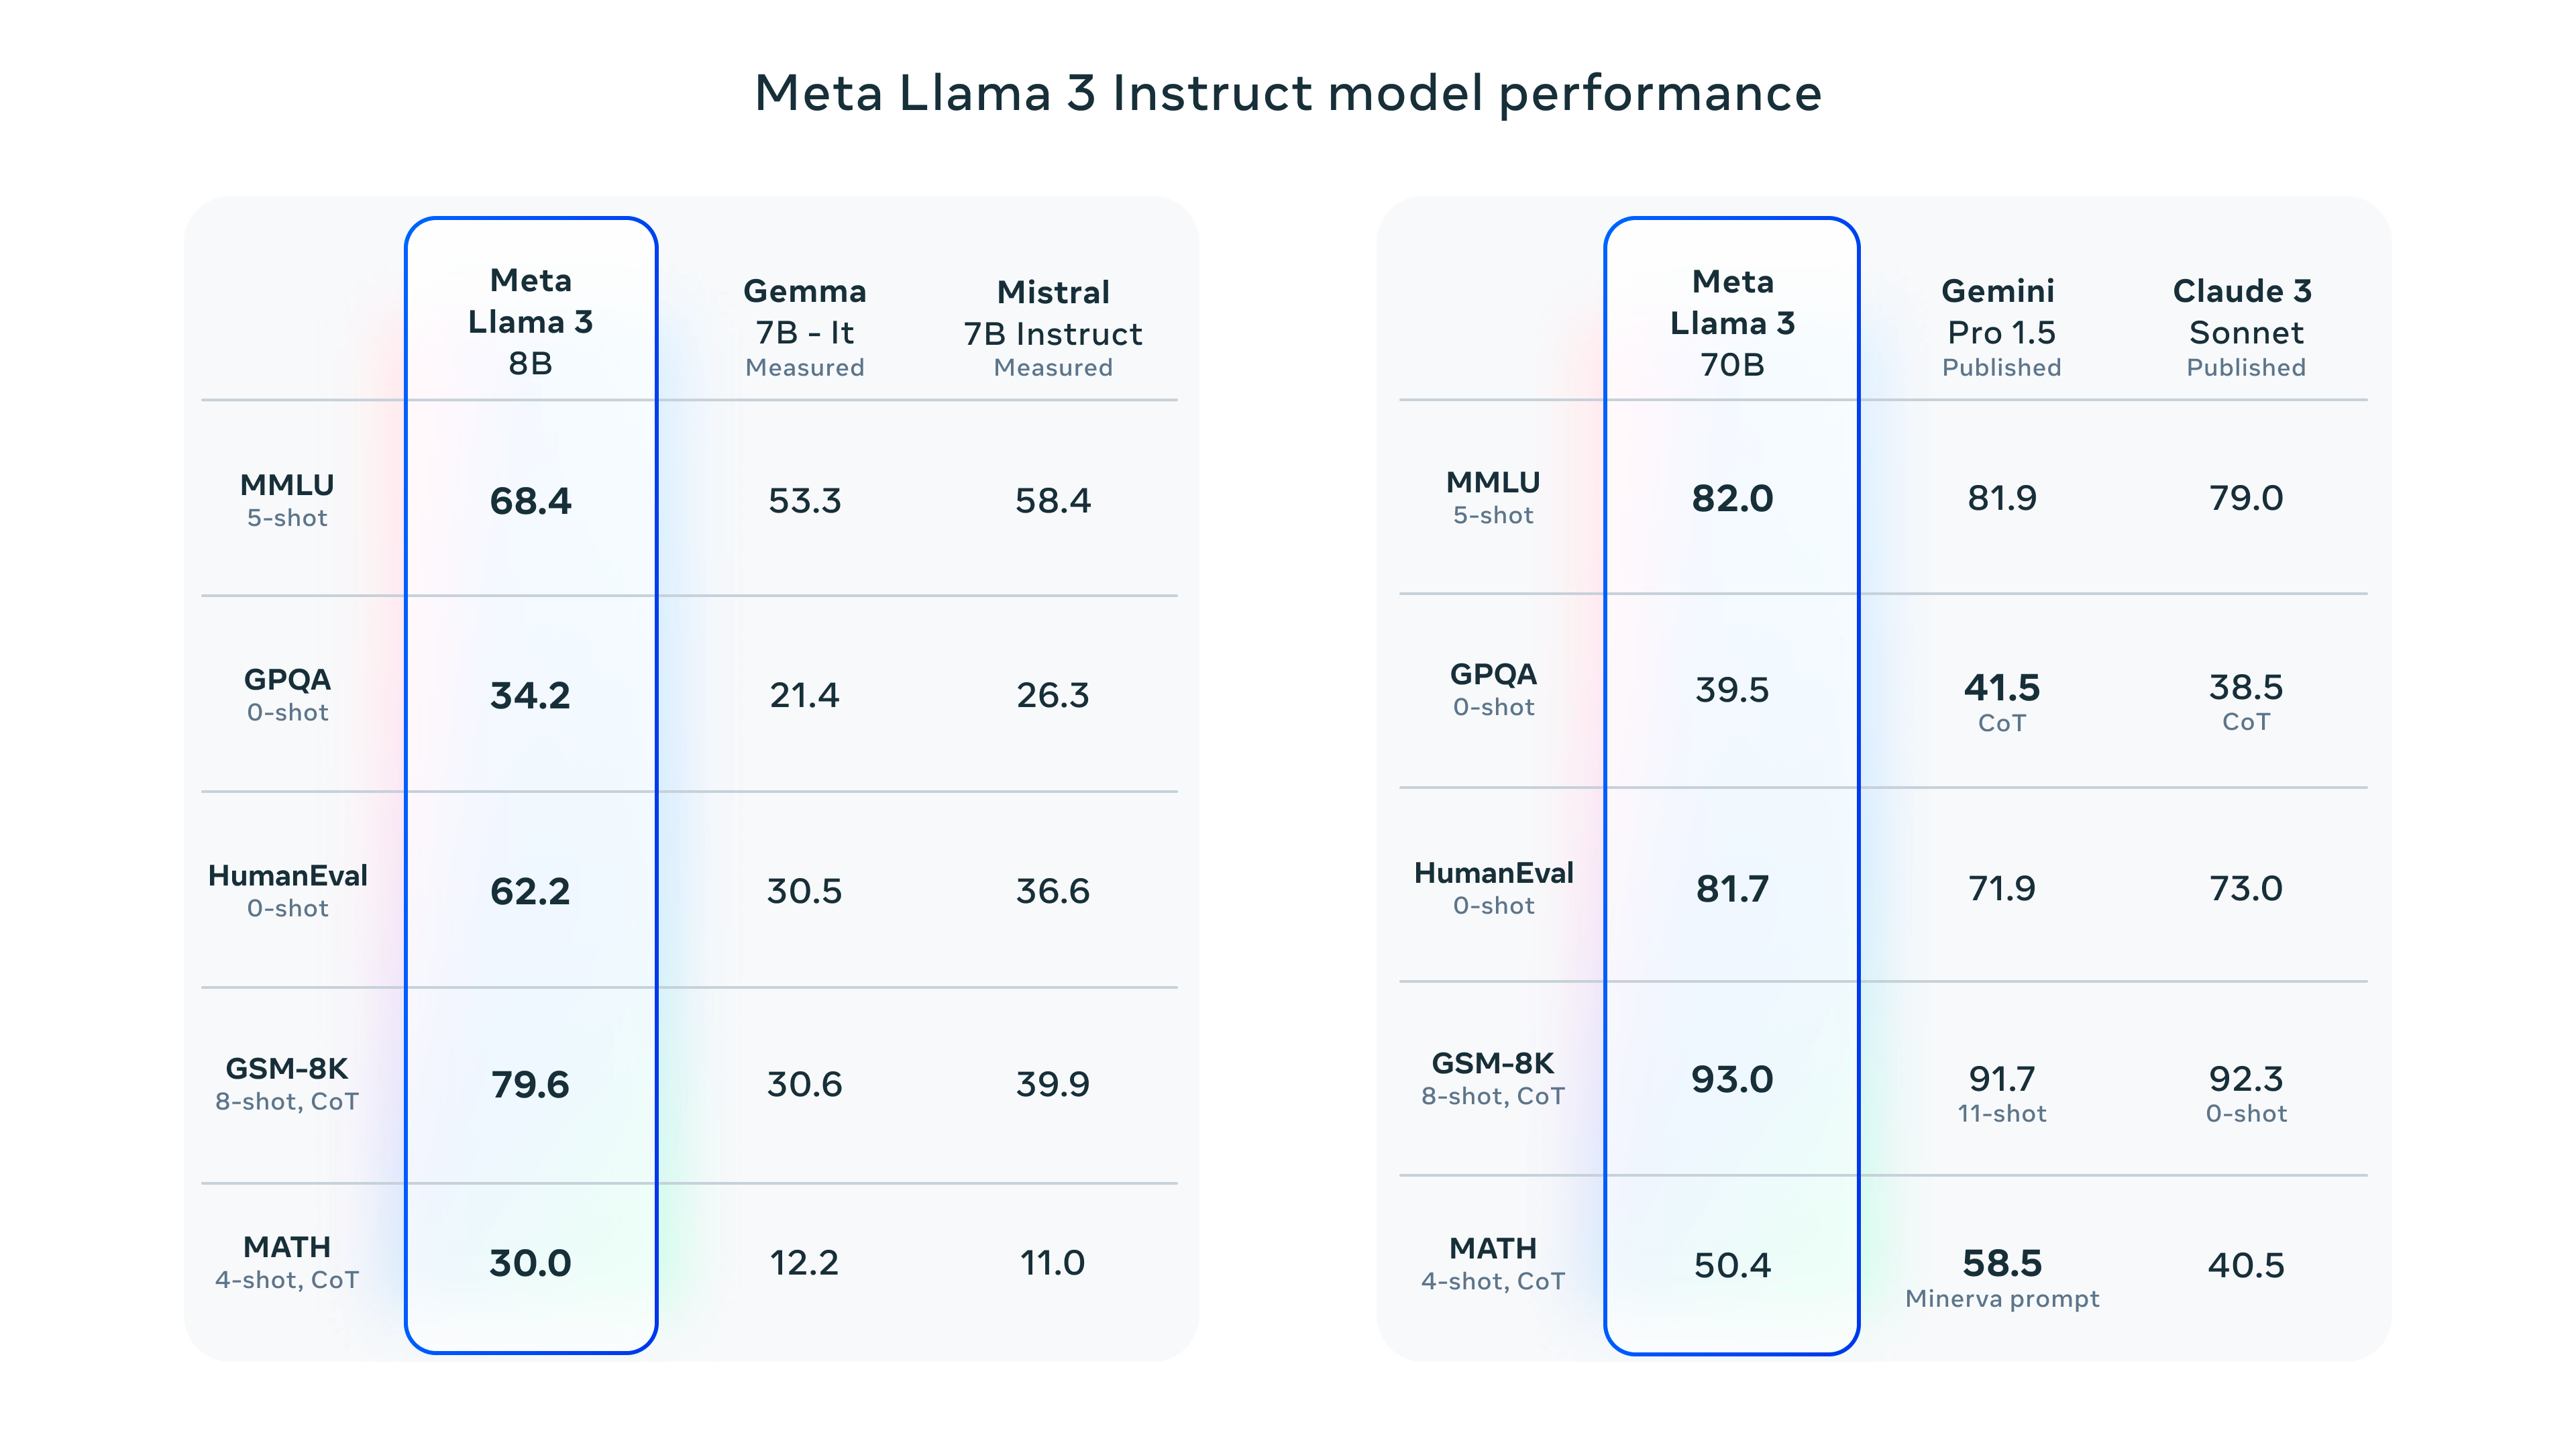 Meta Llama 3 Instruct model performance
Meta
Llama 3
8B
Gemma
7B - It
Measured
Mistral
7B Instruct
Measured
MMLU
5-shot
68.4
53.3
58.4
GPQA
0-shot
34.2
21.4
26.3
HumanEval
0-shot
62.2
30.5
36.6
GSM-8K
8-shot, CoT
79.6
30.6
39.9
MATH
4-shot, CoT
30.0
12.2
11.0
Meta
Llama 3
70B
Gemini
Pro 1.5
Published
Claude 3
Sonnet
Published
MMLU
5-shot
82.0
81.9
79.0
GPQA
0-shot
39.5
41.5
CoT
38.5
CoT
HumanEval
0-shot
81.7
71.9
73.0
GSM-8K
8-shot, CoT
93.0
91.7
11-shot
92.3
0-shot
MATH
4-shot, CoT
50.4
58.5
Minerva prompt
40.5